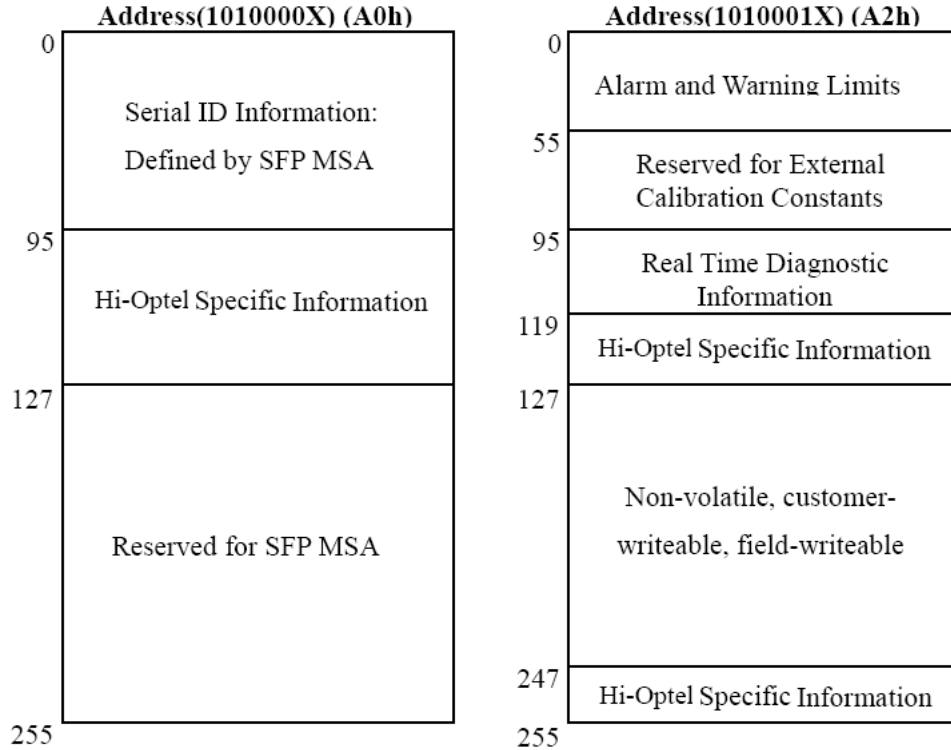 Address(1010000X) (A0h)
0
Serial ID Information:
Defined by SFP MSA
95
Hi-Optel Specific Information
127
Reserved for SFP MSA
255
Address(1010001X) (A2h)
0
Alarm and Warning Limits
55
Reserved for External
Calibration Constants
95
Real Time Diagnostic
Information
119
Hi-Optel Specific Information
127
Non-volatile, customer-
writeable, field-writeable
247
Hi-Optel Specific Information
255